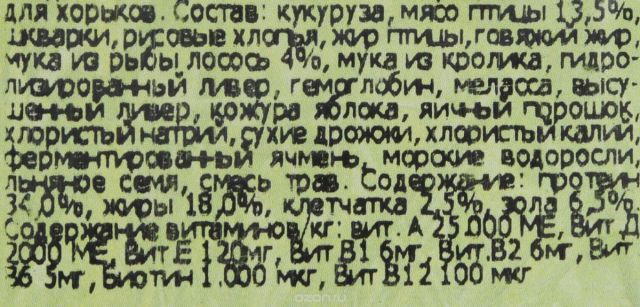 для хорьков. Состав: кукуруза, мясо птицы 13,5%
шкварки, рисовые хлопья, жир птицы, говяжий жир,
мука из рыбы лосось 4%, мука из кролика, гидро-
лизированный ливер, гемоглобин, меласса, высу-
шенный ливер, кожура яблока, яичный порошок,
хлористый натрий, сухие дрожжи, хлористый калий,
ферментированный ячмень, морские водоросли,
льняное семя, смесь трав. Содержание: протеин
34,0%, жиры 18,0%, клетчатка 2,5%, зола 6,5%.
Содержание витаминов/кг: вит. А 25.000 МЕ, Вит.Д
2000 МЕ, Вит.Е 120мг, Вит В1 6мг, Вит.В2 6мг, Вит
В6 5мг, Биотин 1.000 мкг, Вит В12 100 мкг
ozon.ru